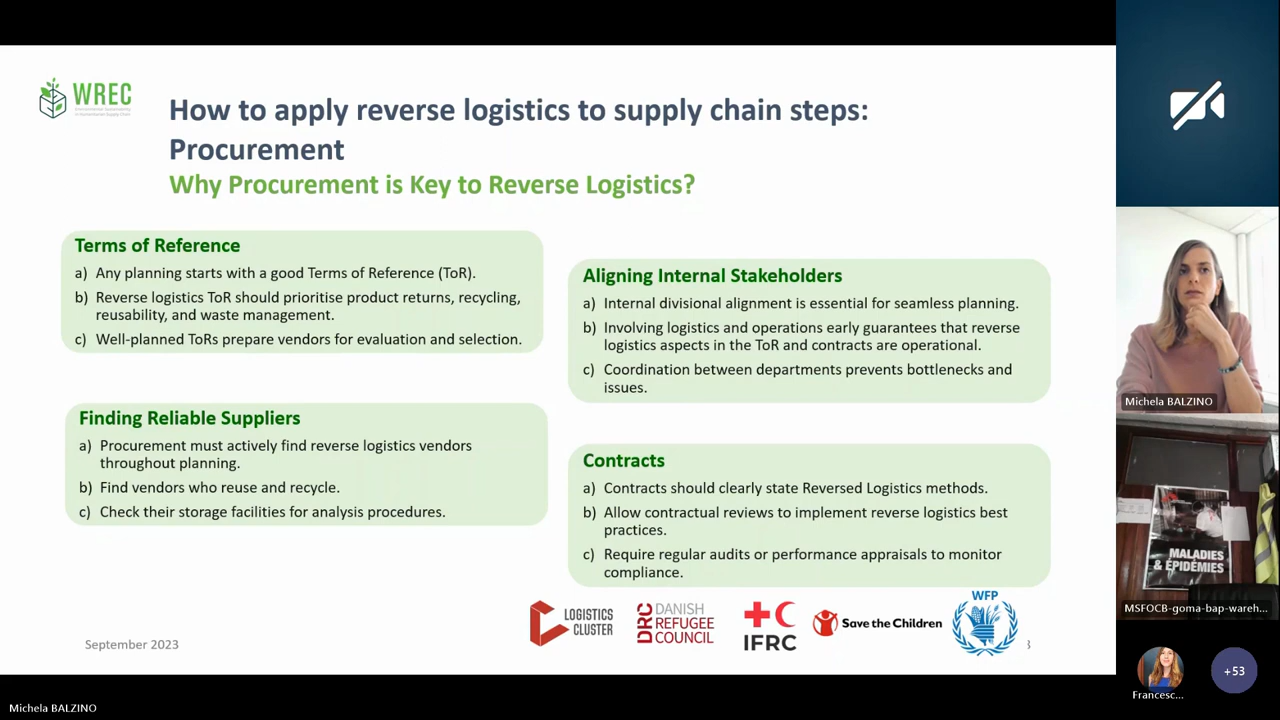 WREC
How to apply reverse logistics to supply chain steps:
Procurement
Why Procurement is Key to Reverse Logistics?
Terms of Reference
a) Any planning starts with a good Terms of Reference (ToR).
b) Reverse logistics ToR should prioritise product returns, recycling,
reusability, and waste management.
c) Well-planned ToRs prepare vendors for evaluation and selection.
Finding Reliable Suppliers
a) Procurement must actively find reverse logistics vendors
throughout planning.
b) Find vendors who reuse and recycle.
c) Check their storage facilities for analysis procedures.
Aligning Internal Stakeholders
a) Internal divisional alignment is essential for seamless planning.
b) Involving logistics and operations early guarantees that reverse
logistics aspects in the ToR and contracts are operational.
c) Coordination between departments prevents bottlenecks and
issues.
Contracts
a) Contracts should clearly state Reversed Logistics methods.
b) Allow contractual reviews to implement reverse logistics best
practices.
c) Require regular audits or performance appraisals to monitor
compliance.
September 2023
LOGISTICS
CLUSTER
DRC
DANISH
REFUGEE
COUNCIL
IFRC
Save the Children
WFP
Michela BALZINO
MALADIES
& ÉPIDÉMIES
MSFOCB-goma-bap-wareh...
Francesc...
+53
Michela BALZINO